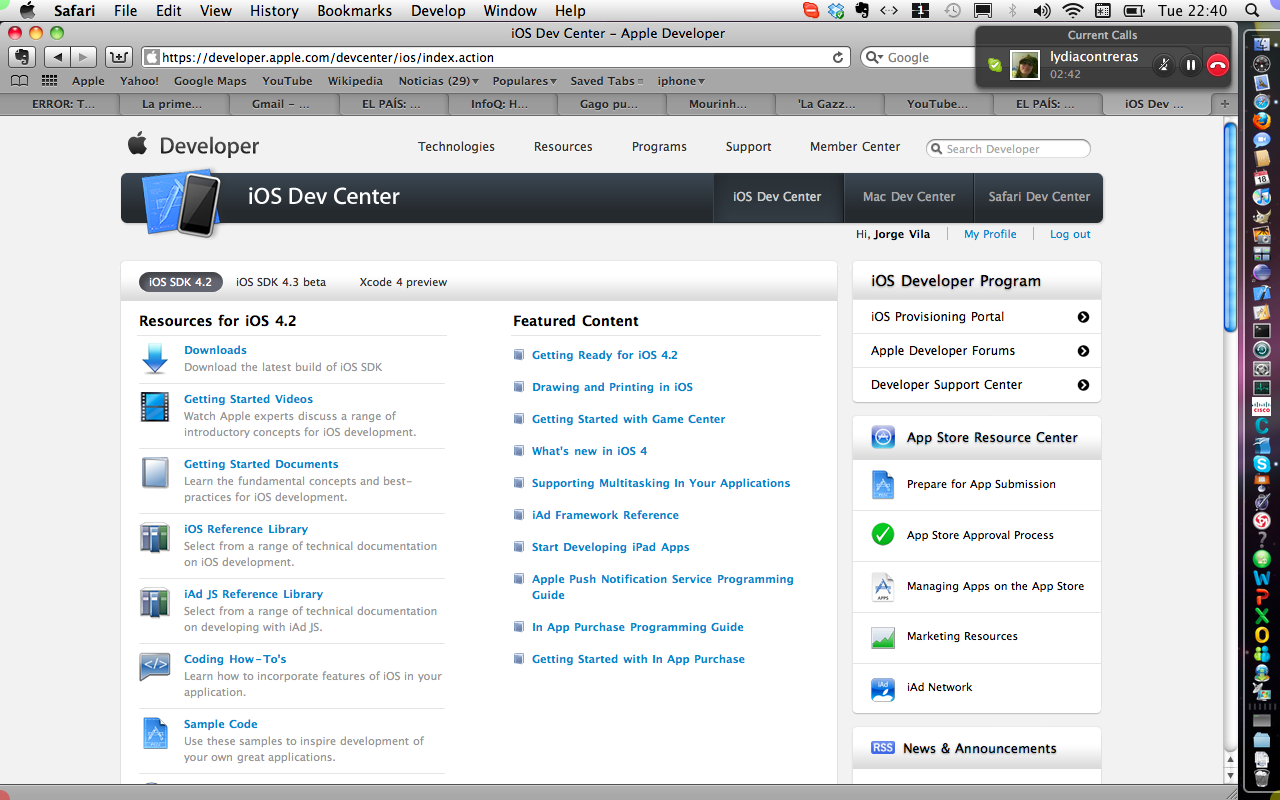 Safari File Edit View History Bookmarks Develop Window Help Tue 22:40
iOS Dev Center – Apple Developer
https://developer.apple.com/devcenter/ios/index.action
Google
Current Calls
lydiacontreras
02:42
Apple Yahoo! Google Maps YouTube Wikipedia Noticias (29) Populares Saved Tabs iphone
ERROR: T... La prime... Gmail – ... EL PAÍS: ... InfoQ: H... Gago pu... Mourinh... 'La Gazz... YouTube... EL PAÍS: ... iOS Dev ...
Developer
Technologies Resources Programs Support Member Center
Search Developer
iOS Dev Center
iOS Dev Center Mac Dev Center Safari Dev Center
Hi, Jorge Vila My Profile Log out
iOS SDK 4.2 iOS SDK 4.3 beta Xcode 4 preview
Resources for iOS 4.2
Downloads
Download the latest build of iOS SDK
Getting Started Videos
Watch Apple experts discuss a range of
introductory concepts for iOS development.
Getting Started Documents
Learn the fundamental concepts and best-
practices for iOS development.
iOS Reference Library
Select from a range of technical documentation
on iOS development.
iAd JS Reference Library
Select from a range of technical documentation
on developing with iAd JS.
Coding How-To's
Learn how to incorporate features of iOS in your
application.
Sample Code
Use these samples to inspire development of
your own great applications.
Featured Content
Getting Ready for iOS 4.2
Drawing and Printing in iOS
Getting Started with Game Center
What's new in iOS 4
Supporting Multitasking In Your Applications
iAd Framework Reference
Start Developing iPad Apps
Apple Push Notification Service Programming
Guide
In App Purchase Programming Guide
Getting Started with In App Purchase
iOS Developer Program
iOS Provisioning Portal
Apple Developer Forums
Developer Support Center
App Store Resource Center
Prepare for App Submission
App Store Approval Process
APPS
Managing Apps on the App Store
Marketing Resources
iAd
iAd Network
RSS News & Announcements
18
CISCO